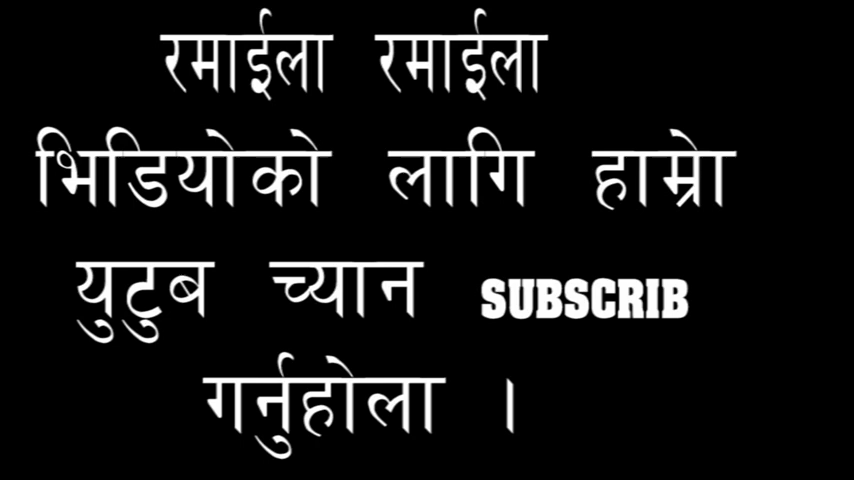 रमाईला रमाईला
भिडियोको लागि हाम्रो
युटुब च्यान SUBSCRIB
गर्नुहोला ।